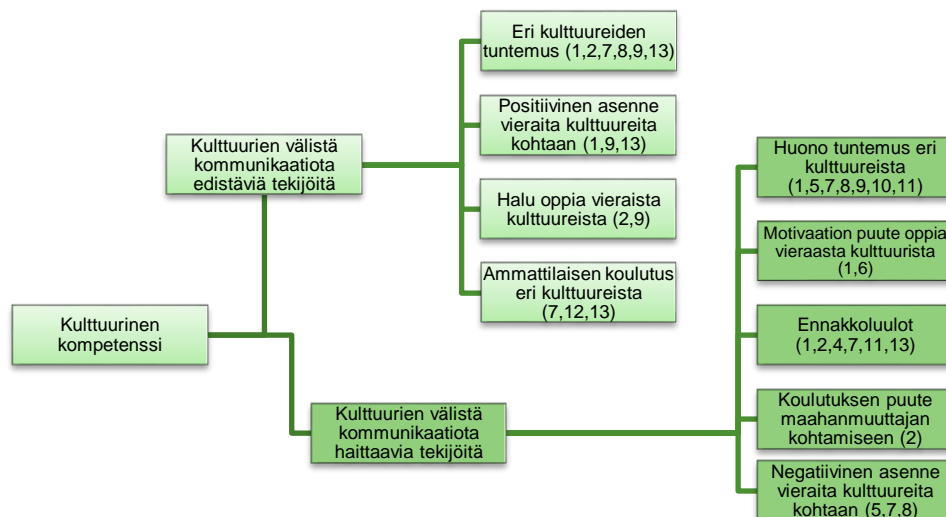 Kulttuurinen
kompetenssi
Kulttuurien välistä
kommunikaatiota
edistäviä tekijöitä
Eri kulttuureiden
tuntemus (1,2,7,8,9,13)
Positiivinen asenne
vieraita kulttuureita
kohtaan (1,9,13)
Halu oppia vieraista
kulttuureista (2,9)
Ammattilaisen koulutus
eri kulttuureista
(7,12,13)
Kulttuurien välistä
kommunikaatiota
haittaavia tekijöitä
Huono tuntemus eri
kulttuureista
(1,5,7,8,9,10,11)
Motivaation puute oppia
vieraasta kulttuurista
(1,6)
Ennakkoluulot
(1,2,4,7,11,13)
Koulutuksen puute
maahanmuuttajan
kohtamiseen (2)
Negatiivinen asenne
vieraita kulttuureita
kohtaan (5,7,8)